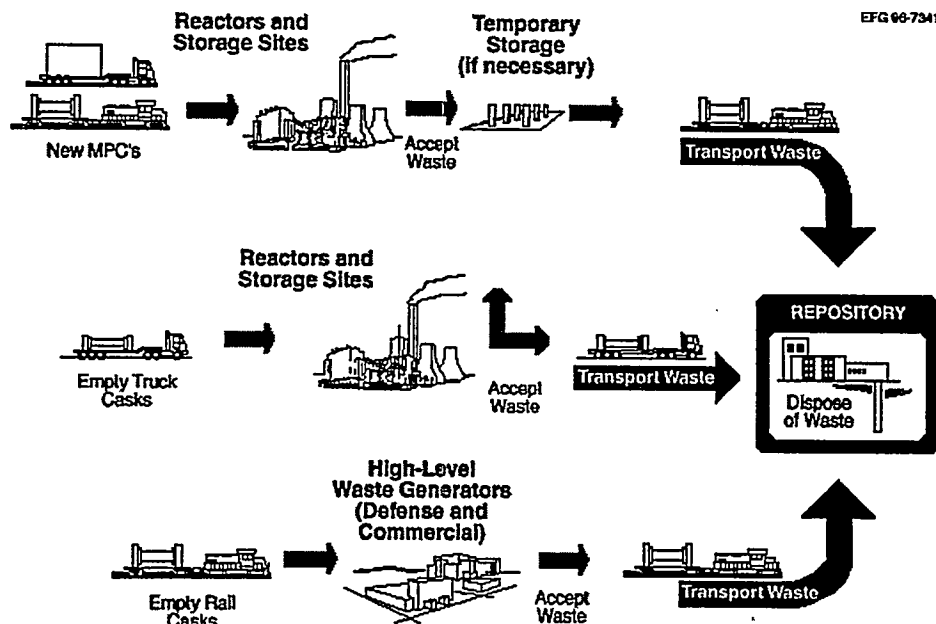 EFG 96-7341
Reactors and
Storage Sites
Temporary
Storage
(if necessary)
New MPC's
Accept
Waste
Transport Waste
Reactors and
Storage Sites
Empty Truck
Casks
Accept
Waste
Transport Waste
REPOSITORY
Dispose
of Waste
High-Level
Waste Generators
(Defense and
Commercial)
Empty Rail
Casks
Accept
Waste
Transport Waste